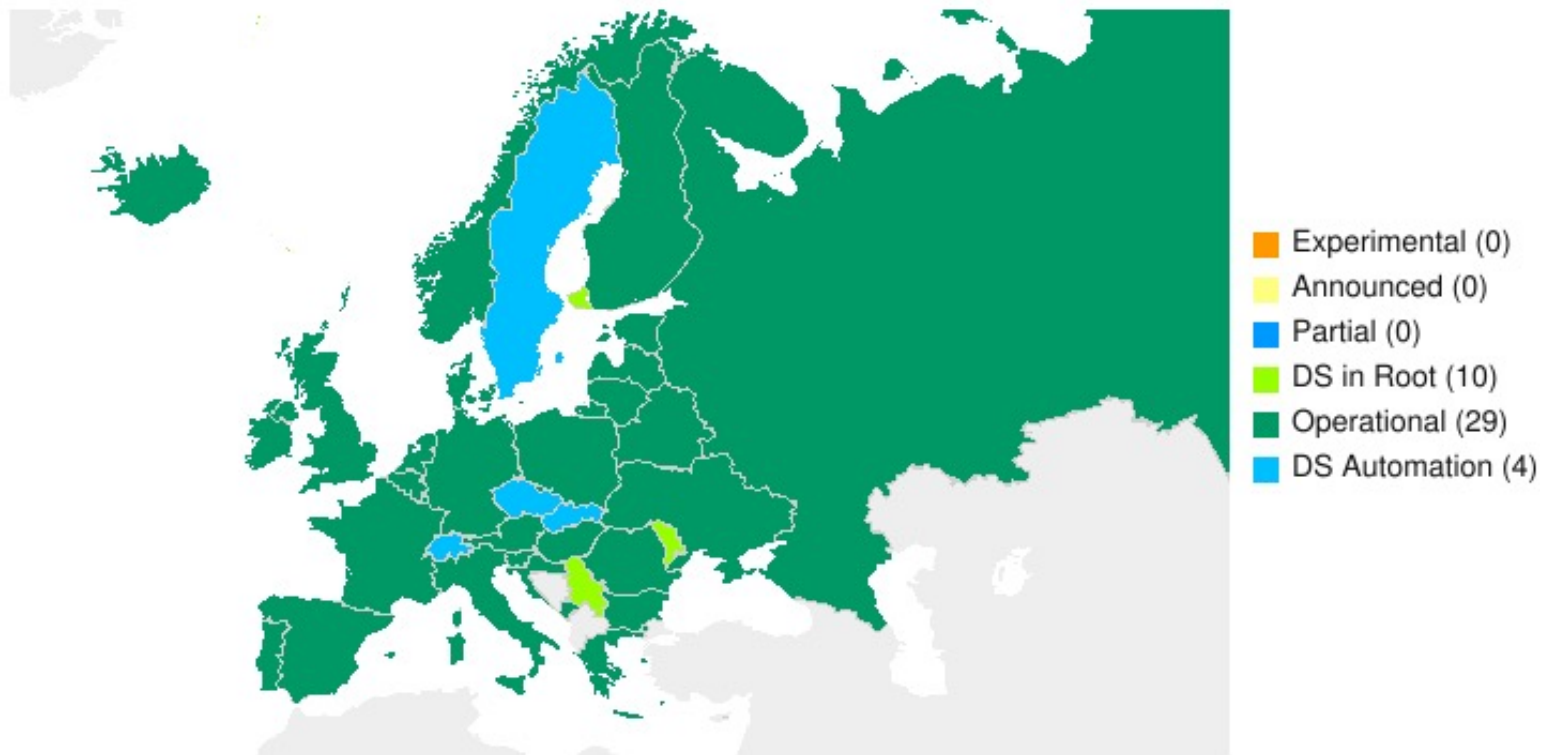 Experimental (0)
Announced (0)
Partial (0)
DS in Root (10)
Operational (29)
DS Automation (4)